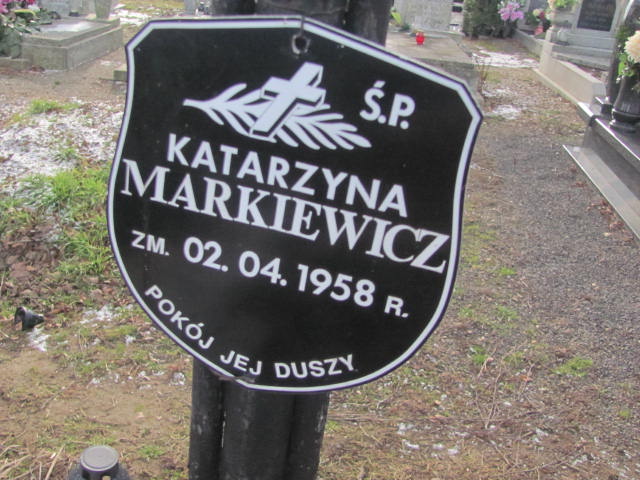 Ś.P.
KATARZYNA
MARKIEWICZ
ZM. 02. 04. 1958 R.
POKÓJ JEJ DUSZY